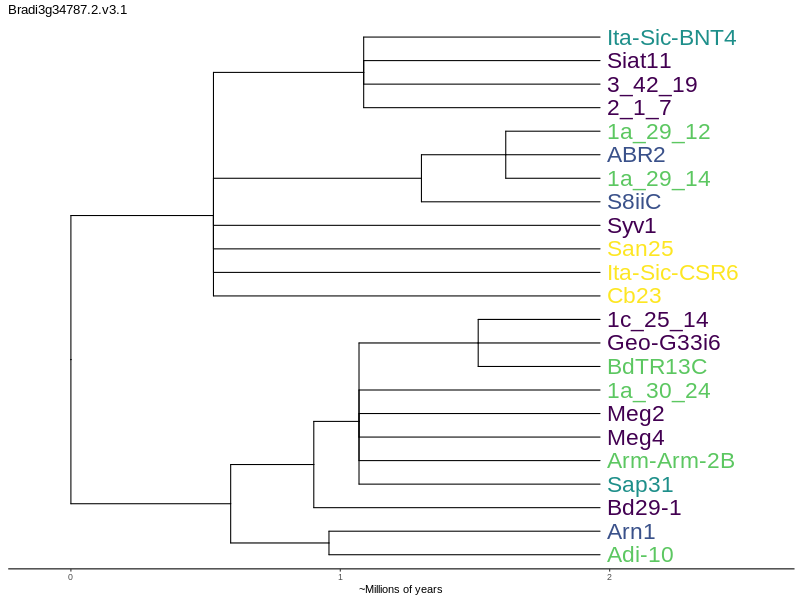 Bradi3g34787.2.v3.1
Ita-Sic-BNT4
Siat11
3_42_19
2_1_7
1a_29_12
ABR2
1a_29_14
S8iiC
Syv1
San25
Ita-Sic-CSR6
Cb23
1c_25_14
Geo-G33i6
BdTR13C
1a_30_24
Meg2
Meg4
Arm-Arm-2B
Sap31
Bd29-1
Arn1
Adi-10
0 1 2
~Millions of years